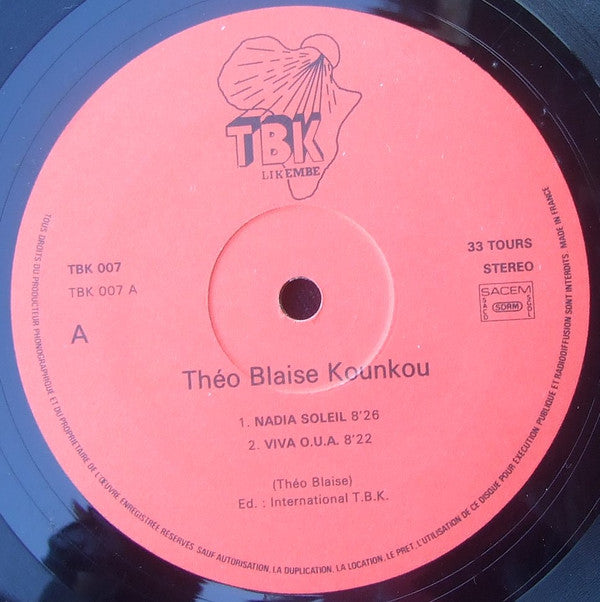 TBK
LIKEMBE
TBK 007
TBK 007 A
A
33 TOURS
STEREO
SACEM
SACD
SDRM
SGDL
Théo Blaise Kounkou
1. NADIA SOLEIL 8'26
2. VIVA O.U.A. 8'22
(Théo Blaise)
Ed. : International T.B.K.
TOUS DROITS DU PRODUCTEUR PHONOGRAPHIQUE ET DU PROPRIETAIRE DE L'ŒUVRE ENREGISTREE RESERVES SAUF AUTORISATION, LA DUPLICATION, LA LOCATION, LE PRET, L'UTILISATION DE CE DISQUE POUR EXECUTION PUBLIQUE ET RADIODIFFUSION SONT INTERDITS. MADE IN FRANCE